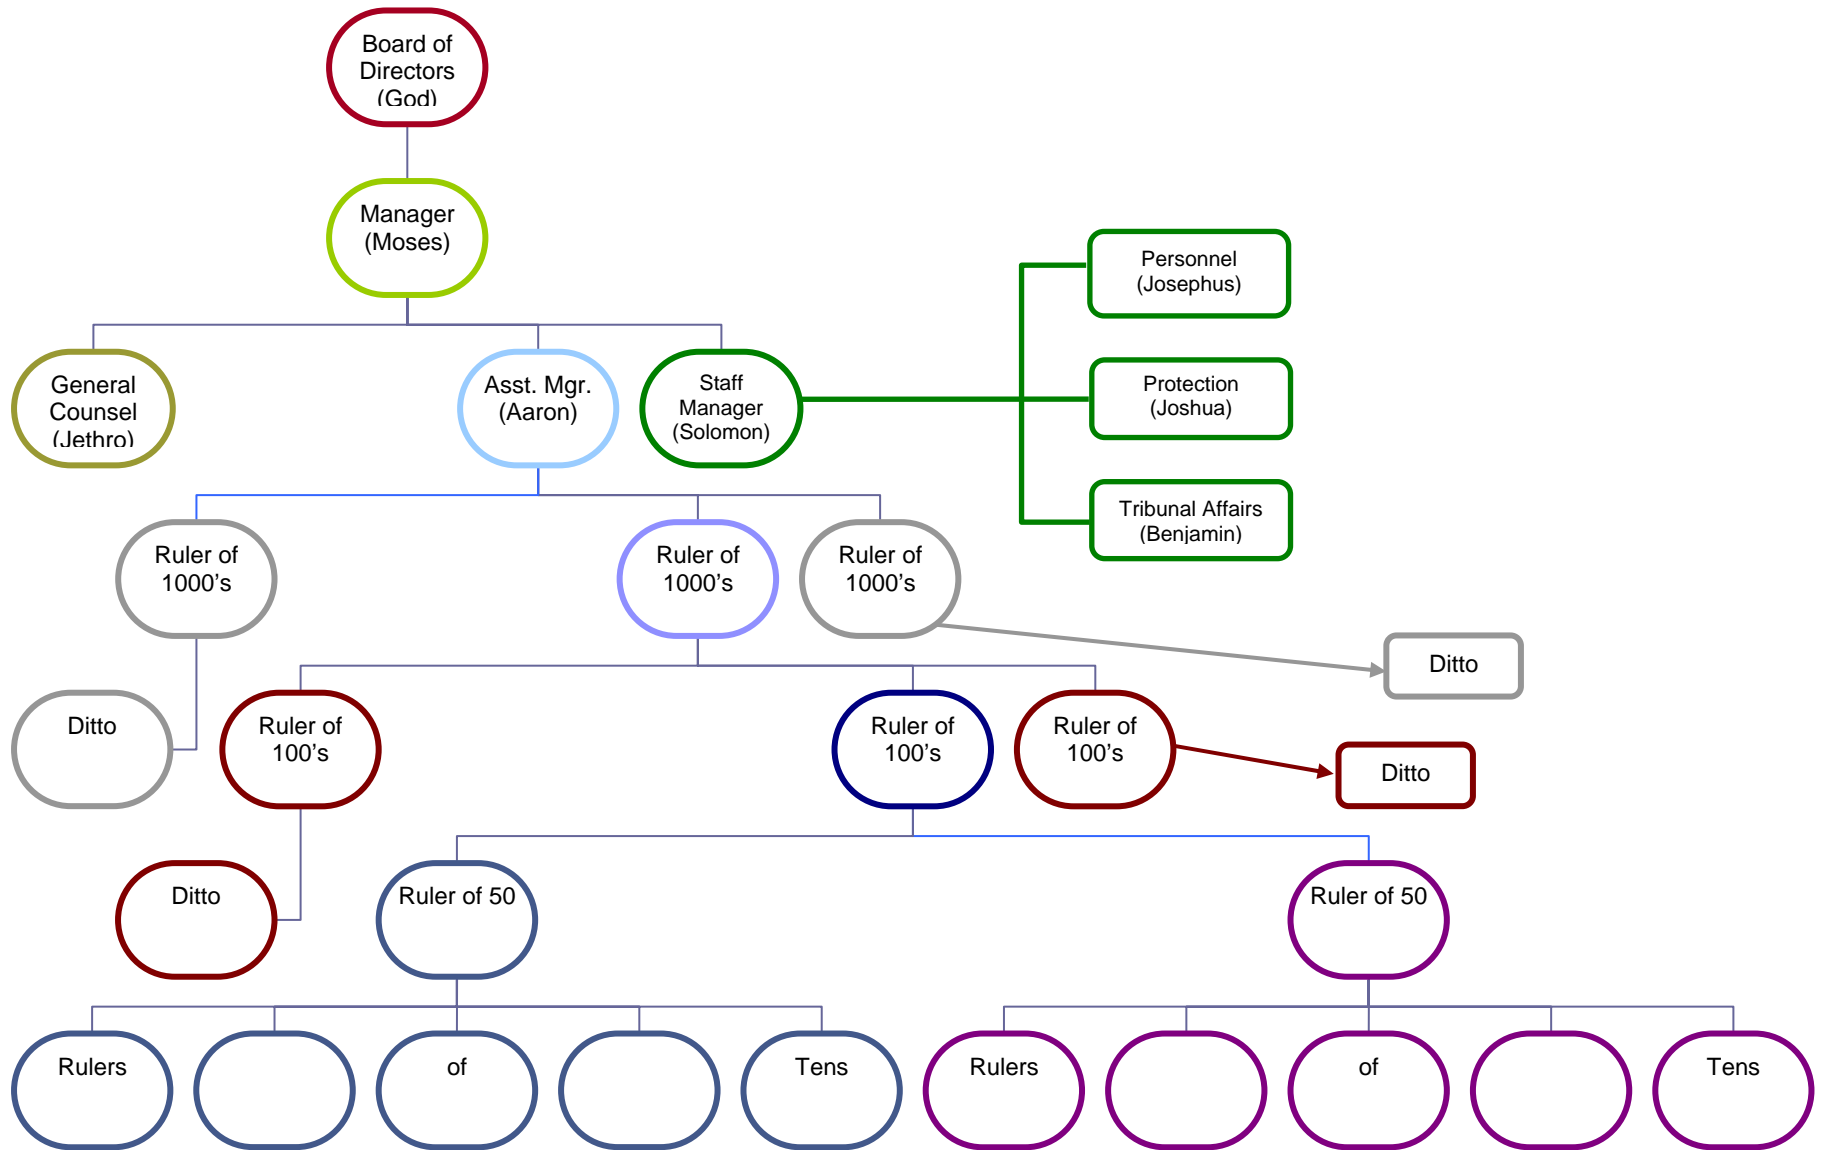 Board of
Directors
(God)
Manager
(Moses)
Personnel
(Josephus)
General
Counsel
(Jethro)
Asst. Mgr.
(Aaron)
Staff
Manager
(Solomon)
Protection
(Joshua)
Tribunal Affairs
(Benjamin)
Ruler of
1000’s
Ruler of
1000’s
Ruler of
1000’s
Ditto
Ditto
Ruler of
100’s
Ruler of
100’s
Ruler of
100’s
Ditto
Ditto
Ruler of 50
Ruler of 50
Rulers
of
Tens
Rulers
of
Tens